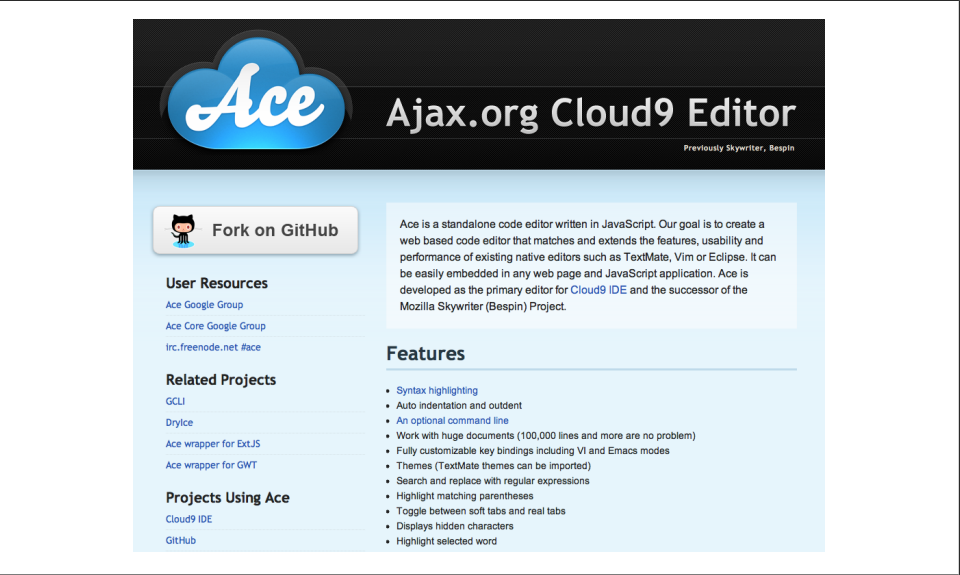 Ace
Ajax.org Cloud9 Editor
Previously Skywriter, Bespin
Fork on GitHub
User Resources
Ace Google Group
Ace Core Google Group
irc.freenode.net #ace
Related Projects
GCLI
DryIce
Ace wrapper for ExtJS
Ace wrapper for GWT
Projects Using Ace
Cloud9 IDE
GitHub
Ace is a standalone code editor written in JavaScript. Our goal is to create a
web based code editor that matches and extends the features, usability and
performance of existing native editors such as TextMate, Vim or Eclipse. It can
be easily embedded in any web page and JavaScript application. Ace is
developed as the primary editor for Cloud9 IDE and the successor of the
Mozilla Skywriter (Bespin) Project.
Features
Syntax highlighting
Auto indentation and outdent
An optional command line
Work with huge documents (100,000 lines and more are no problem)
Fully customizable key bindings including VI and Emacs modes
Themes (TextMate themes can be imported)
Search and replace with regular expressions
Highlight matching parentheses
Toggle between soft tabs and real tabs
Displays hidden characters
Highlight selected word